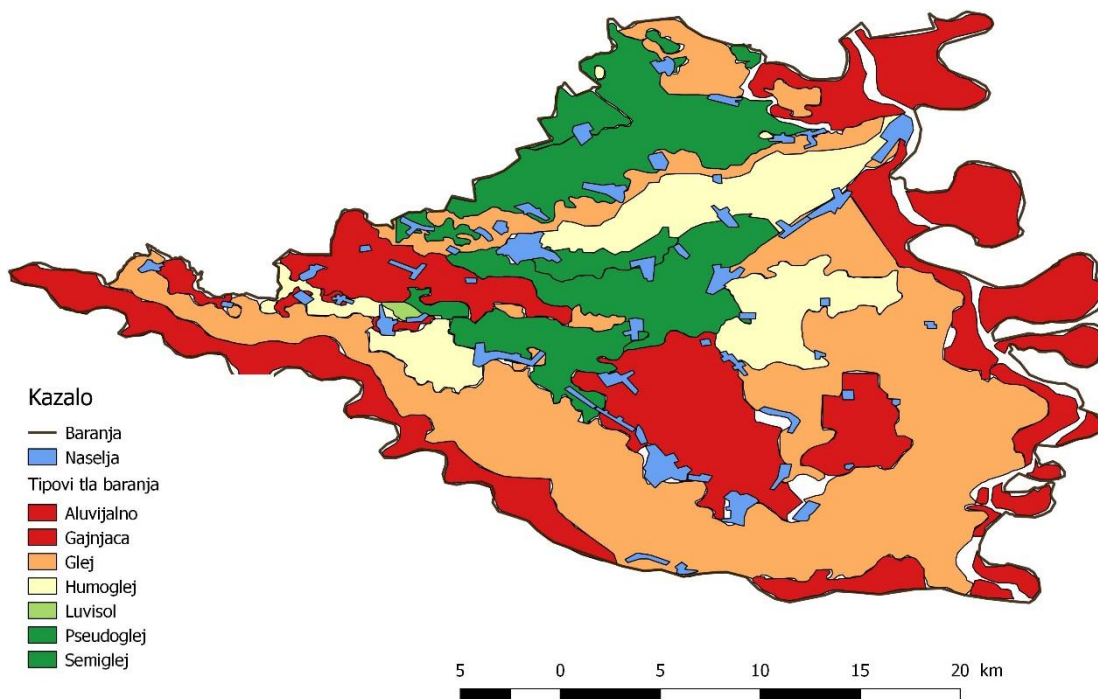 Kazalo
Baranja
Naselja
Tipovi tla baranja
Aluvijalno
Gajnjaca
Glej
Humoglej
Luvisol
Pseudoglej
Semiglej
5 0 5 10 15 20 km